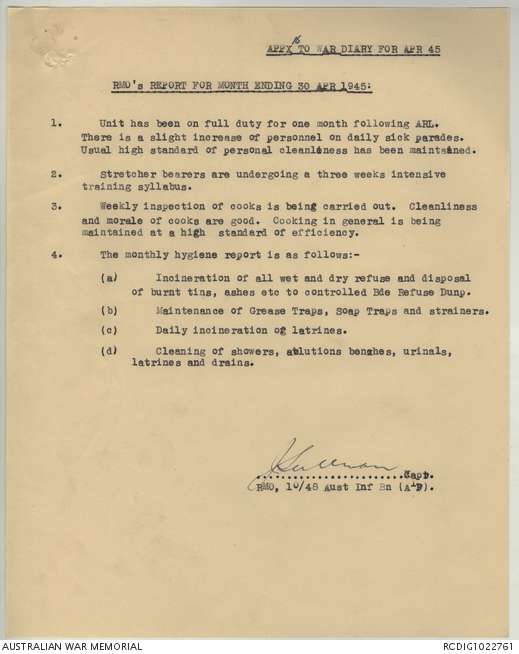 APPX 16 TO WAR DIARY FOR APR 45
RMO's REPORT FOR MONTH ENDING 30 APR 1945:
1. Unit has been on full duty for one month following ARL.
There is a slight increase of personnel on daily sick parades.
Usual high standard of personal cleanliness has been maintained.
2. Stretcher bearers are undergoing a three weeks intensive
training syllabus.
3. Weekly inspection of cooks is being carried out. Cleanliness
and morale of cooks are good. Cooking in general is being
maintained at a high standard of efficiency.
4. The monthly hygiene report is as follows:-
(a) Incineration of all wet and dry refuse and disposal
of burnt tins, ashes etc to controlled Bde Refuse Dump.
(b) Maintenance of Grease Traps, Soap Traps and strainers.
(c) Daily incineration of latrines.
(d) Cleaning of showers, ablutions benches, urinals,
latrines and drains.
Capt.
RMO, 10/48 Aust Inf Bn (AIF).
AUSTRALIAN WAR MEMORIAL
RCDIG1022761